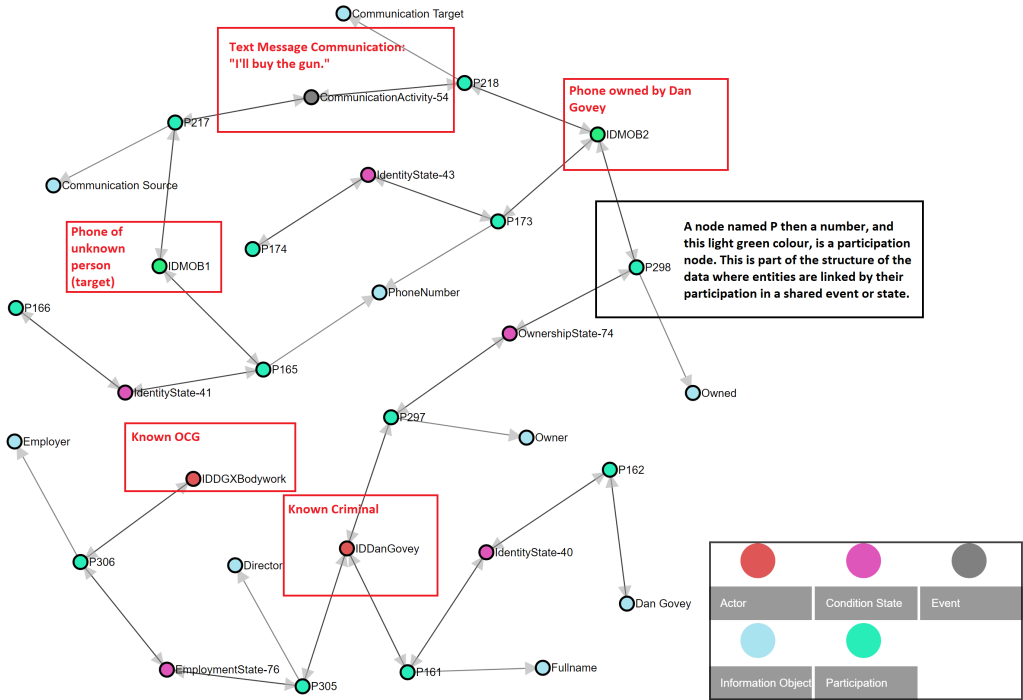 Communication Target
Text Message Communication:
"I'll buy the gun."
CommunicationActivity-54
P218
Phone owned by Dan
Govey
IDMOB2
P217
Communication Source
IdentityState-43
P174
P173
Phone of
unknown
person
(target)
IDMOB1
A node named P then a number, and
this light green colour, is a participation
node. This is part of the structure of the
data where entities are linked by their
participation in a shared event or state.
P298
PhoneNumber
P166
OwnershipState-74
P165
IdentityState-41
Owned
P297
Owner
Employer
Known OCG
IDDGXBodywork
P162
Known Criminal
IDDanGovey
IdentityState-40
P306
Director
Dan Govey
EmploymentState-76
P305
P161
Fullname
Actor
Condition State
Event
Information Object
Participation